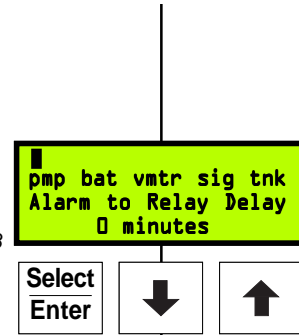 pmp bat vmtr sig tnk
Alarm to Relay Delay
0 minutes
Select
Enter